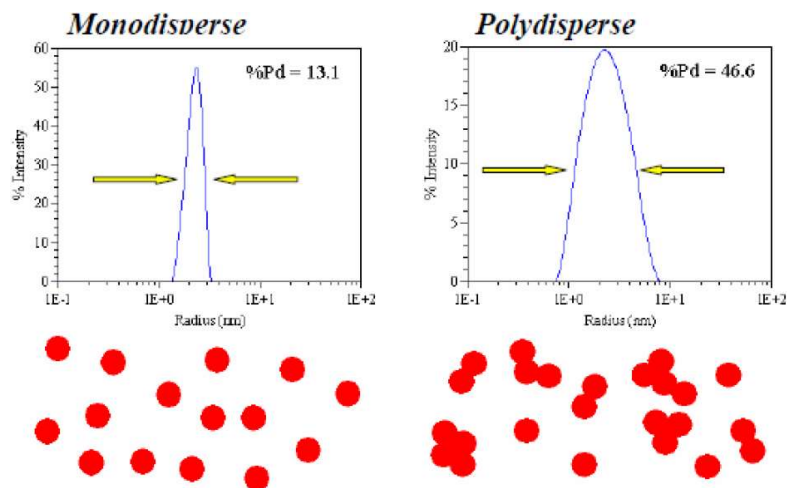 Monodisperse
60
50
40
30
20
10
0
% Intensity
%Pd = 13.1
1E-1 1E+0 1E+1 1E+2
Radius (nm)
Polydisperse
20
15
10
5
0
% Intensity
%Pd = 46.6
1E-1 1E+0 1E+1 1E+2
Radius (nm)